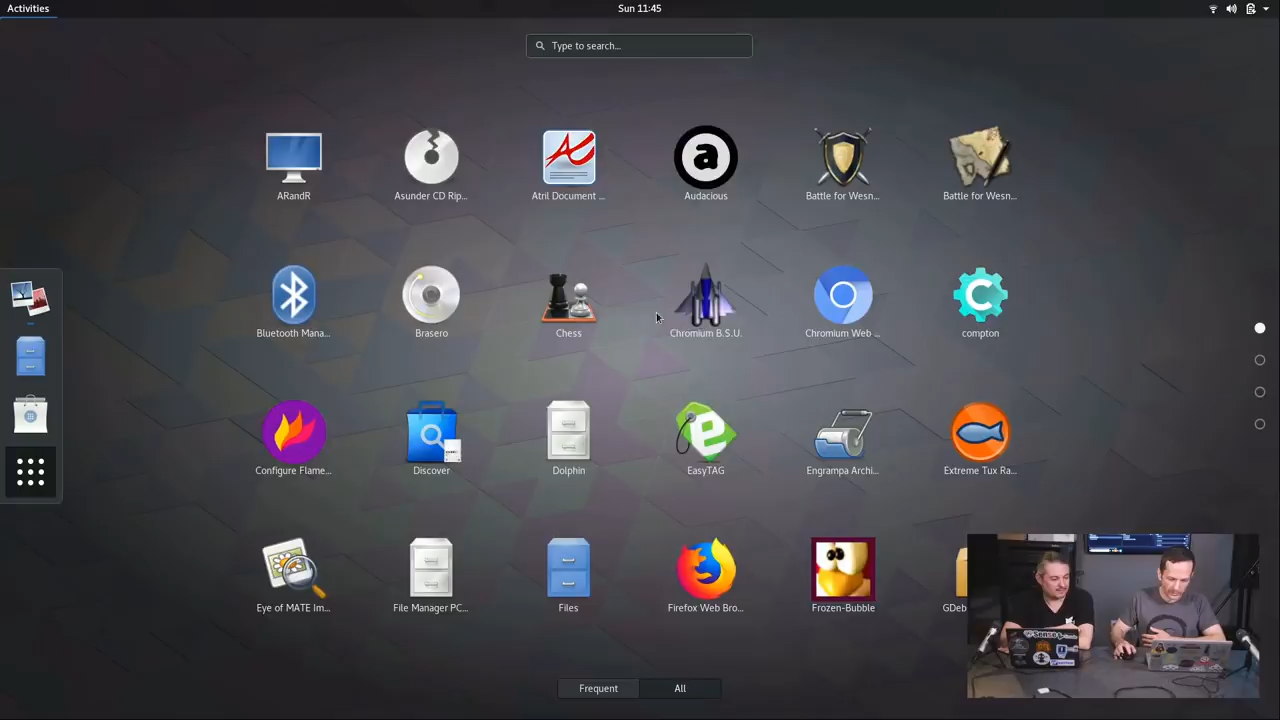 Activities
Sun 11:45
Type to search...
ARandR
Asunder CD Rip...
Atril Document ...
Audacious
Battle for Wesn...
Battle for Wesn...
Bluetooth Mana...
Brasero
Chess
Chromium B.S.U.
Chromium Web ...
compton
Configure Flame...
Discover
Dolphin
EasyTAG
Engrampa Archi...
Extreme Tux Ra...
Eye of MATE Im...
File Manager PC...
Files
Firefox Web Bro...
Frozen-Bubble
GDeb
Frequent
All